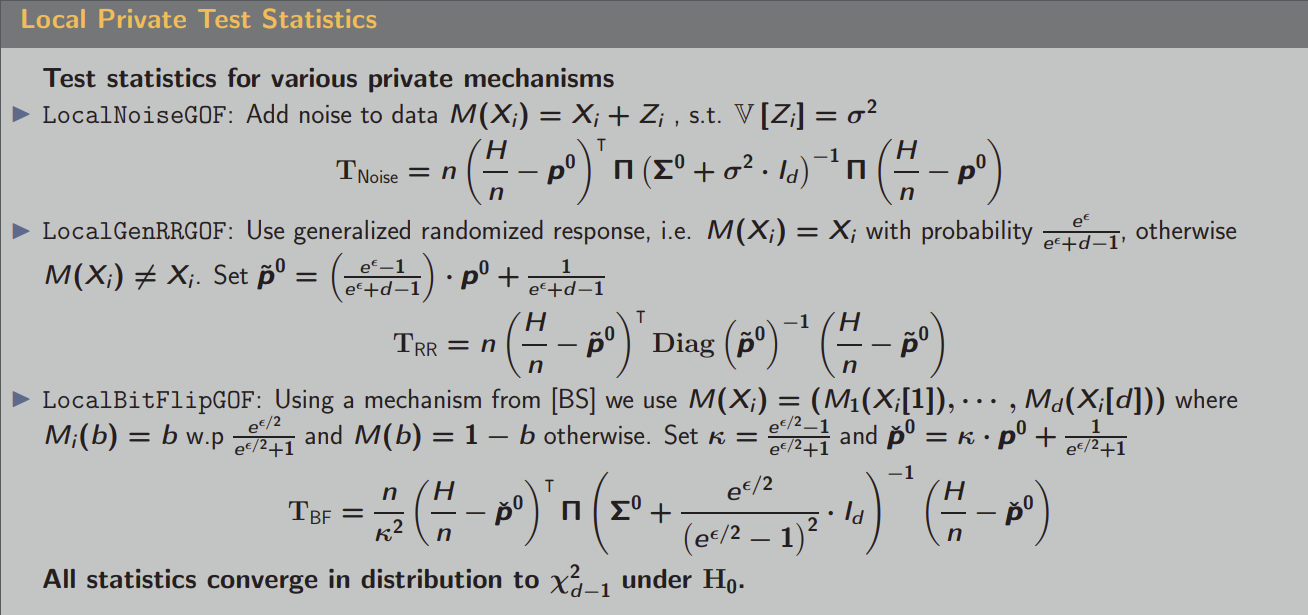 Local Private Test Statistics
Test statistics for various private mechanisms
▶ LocalNoiseGOF: Add noise to data $M(X_i) = X_i + Z_i$ , s.t. $\mathbb{V}[Z_i] = \sigma^2$
$\mathrm{T}_{\text{Noise}} = n \left( \frac{H}{n} - \boldsymbol{p}^0 \right)^\intercal \boldsymbol{\Pi} \left( \boldsymbol{\Sigma}^0 + \sigma^2 \cdot I_d \right)^{-1} \boldsymbol{\Pi} \left( \frac{H}{n} - \boldsymbol{p}^0 \right)$
▶ LocalGenRRGOF: Use generalized randomized response, i.e. $M(X_i) = X_i$ with probability $\frac{e^\epsilon}{e^\epsilon+d-1}$, otherwise
$M(X_i) \neq X_i$. Set $\tilde{\boldsymbol{p}}^0 = \left( \frac{e^\epsilon-1}{e^\epsilon+d-1} \right) \cdot \boldsymbol{p}^0 + \frac{1}{e^\epsilon+d-1}$
$\mathrm{T}_{\text{RR}} = n \left( \frac{H}{n} - \tilde{\boldsymbol{p}}^0 \right)^\intercal \mathrm{Diag} \left( \tilde{\boldsymbol{p}}^0 \right)^{-1} \left( \frac{H}{n} - \tilde{\boldsymbol{p}}^0 \right)$
▶ LocalBitFlipGOF: Using a mechanism from [BS] we use $M(X_i) = (M_1(X_i[1]), \cdots , M_d(X_i[d]))$ where
$M_i(b) = b$ w.p $\frac{e^{\epsilon/2}}{e^{\epsilon/2}+1}$ and $M(b) = 1 - b$ otherwise. Set $\kappa = \frac{e^{\epsilon/2}-1}{e^{\epsilon/2}+1}$ and $\check{\boldsymbol{p}}^0 = \kappa \cdot \boldsymbol{p}^0 + \frac{1}{e^{\epsilon/2}+1}$
$\mathrm{T}_{\text{BF}} = \frac{n}{\kappa^2} \left( \frac{H}{n} - \check{\boldsymbol{p}}^0 \right)^\intercal \boldsymbol{\Pi} \left( \boldsymbol{\Sigma}^0 + \frac{e^{\epsilon/2}}{\left( e^{\epsilon/2} - 1 \right)^2} \cdot I_d \right)^{-1} \left( \frac{H}{n} - \check{\boldsymbol{p}}^0 \right)$
All statistics converge in distribution to $\chi^2_{d-1}$ under $\mathrm{H}_0$.